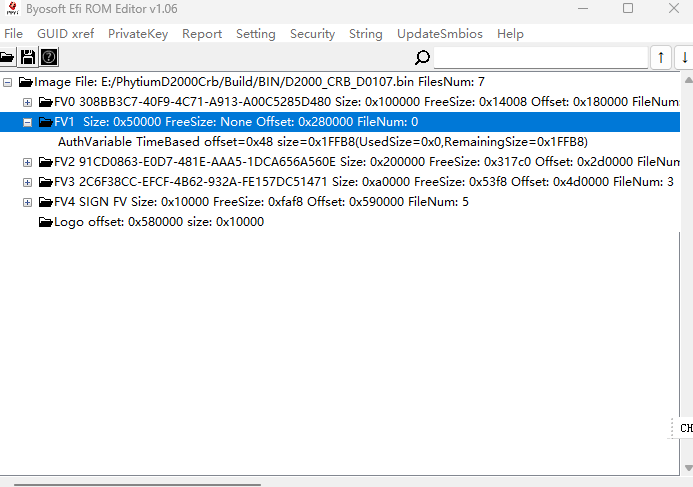 Byosoft Efi ROM Editor v1.06
File GUID xref PrivateKey Report Setting Security String UpdateSmbios Help
Image File: E:/PhytiumD2000Crb/Build/BIN/D2000_CRB_D0107.bin FilesNum: 7
FV0 308BB3C7-40F9-4C71-A913-A00C5285D480 Size: 0x100000 FreeSize: 0x14008 Offset: 0x180000 FileNum:
FV1 Size: 0x50000 FreeSize: None Offset: 0x280000 FileNum: 0
AuthVariable TimeBased offset=0x48 size=0x1FFB8(UsedSize=0x0,RemainingSize=0x1FFB8)
FV2 91CD0863-E0D7-481E-AAA5-1DCA656A560E Size: 0x200000 FreeSize: 0x317c0 Offset: 0x2d0000 FileNum
FV3 2C6F38CC-EFCF-4B62-932A-FE157DC51471 Size: 0xa0000 FreeSize: 0x53f8 Offset: 0x4d0000 FileNum: 3
FV4 SIGN FV Size: 0x10000 FreeSize: 0xfaf8 Offset: 0x590000 FileNum: 5
Logo offset: 0x580000 size: 0x10000
CH